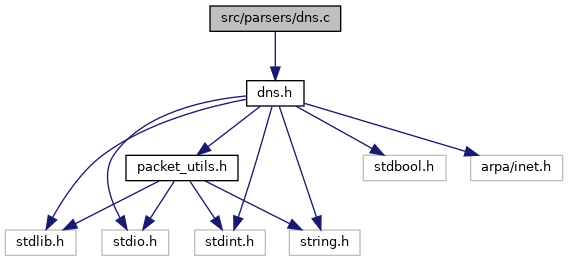 src/parsers/dns.c
dns.h
packet_utils.h
stdbool.h
arpa/inet.h
stdlib.h
stdio.h
stdint.h
string.h